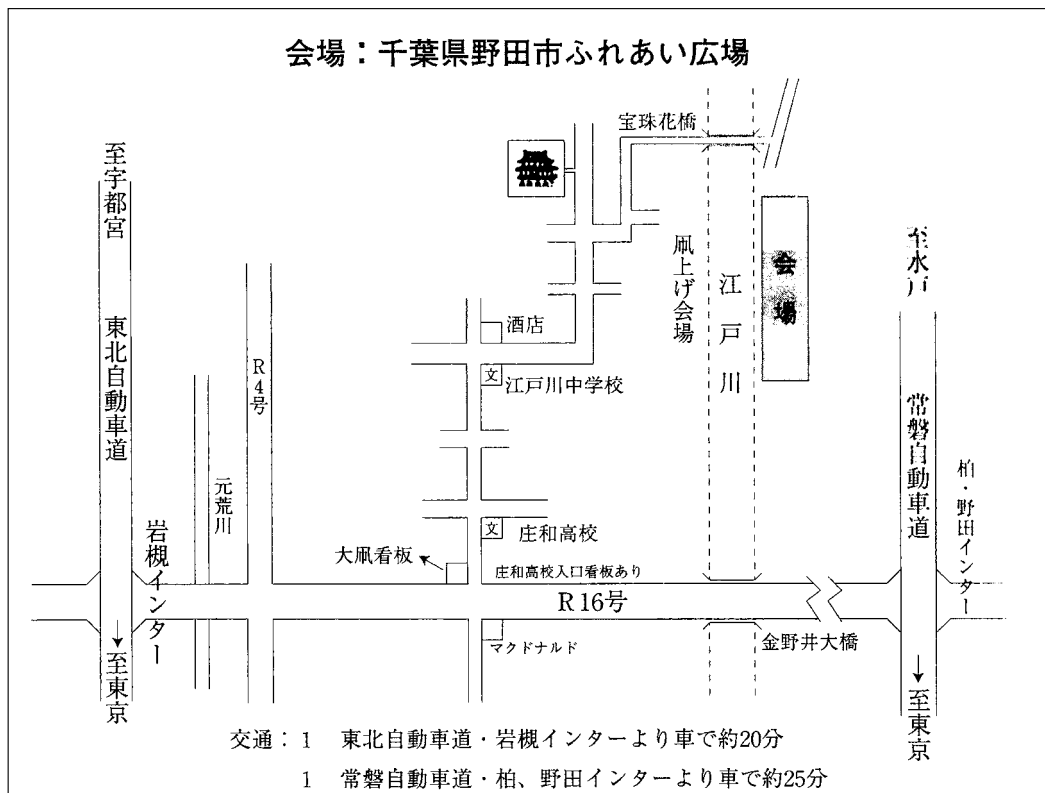 会場：千葉県野田市ふれあい広場
宝珠花橋
至宇都宮
東北自動車道
至東京
岩槻インター
元荒川
R4号
酒店
文
江戸川中学校
文
庄和高校
大凧看板
庄和高校入口看板あり
R16号
マクドナルド
凧上げ会場
江戸川
会場
金野井大橋
至水戸
常磐自動車道
至東京
柏・野田インター
交通：1 東北自動車道・岩槻インターより車で約20分
1 常磐自動車道・柏、野田インターより車で約25分